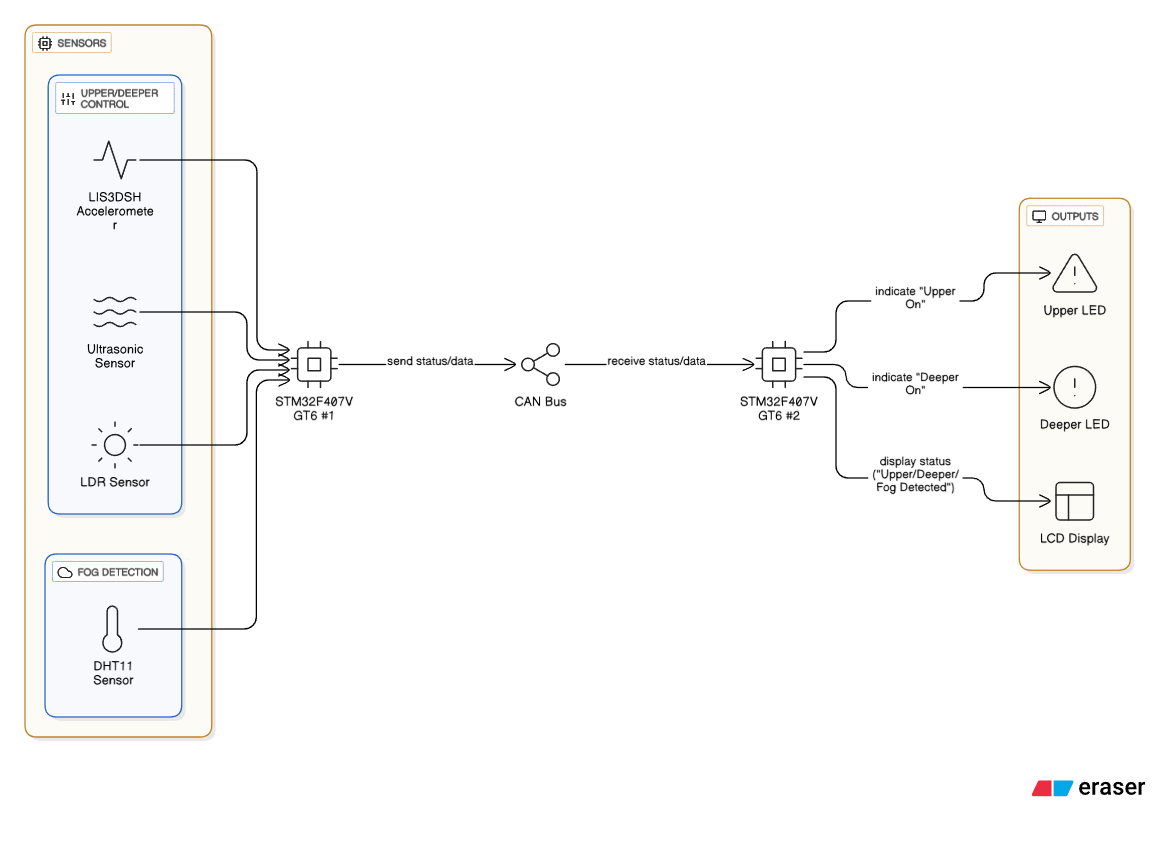 SENSORS
UPPER/DEEPER
CONTROL
LIS3DSH
Acceleromete
r
Ultrasonic
Sensor
LDR Sensor
FOG DETECTION
DHT11
Sensor
STM32F407V
GT6 #1
send status/data
CAN Bus
receive status/data
STM32F407V
GT6 #2
indicate "Upper
On"
indicate "Deeper
On"
display status
("Upper/Deeper/
Fog Detected")
OUTPUTS
Upper LED
Deeper LED
LCD Display
eraser